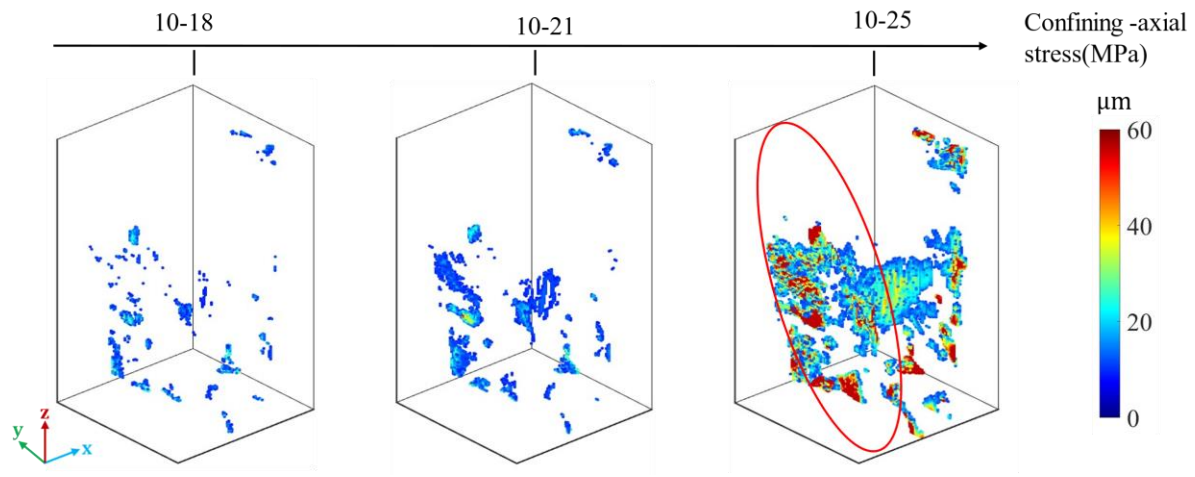 10-18
10-21
10-25
Confining -axial
stress(MPa)
μm
60
40
20
0
z
y
x